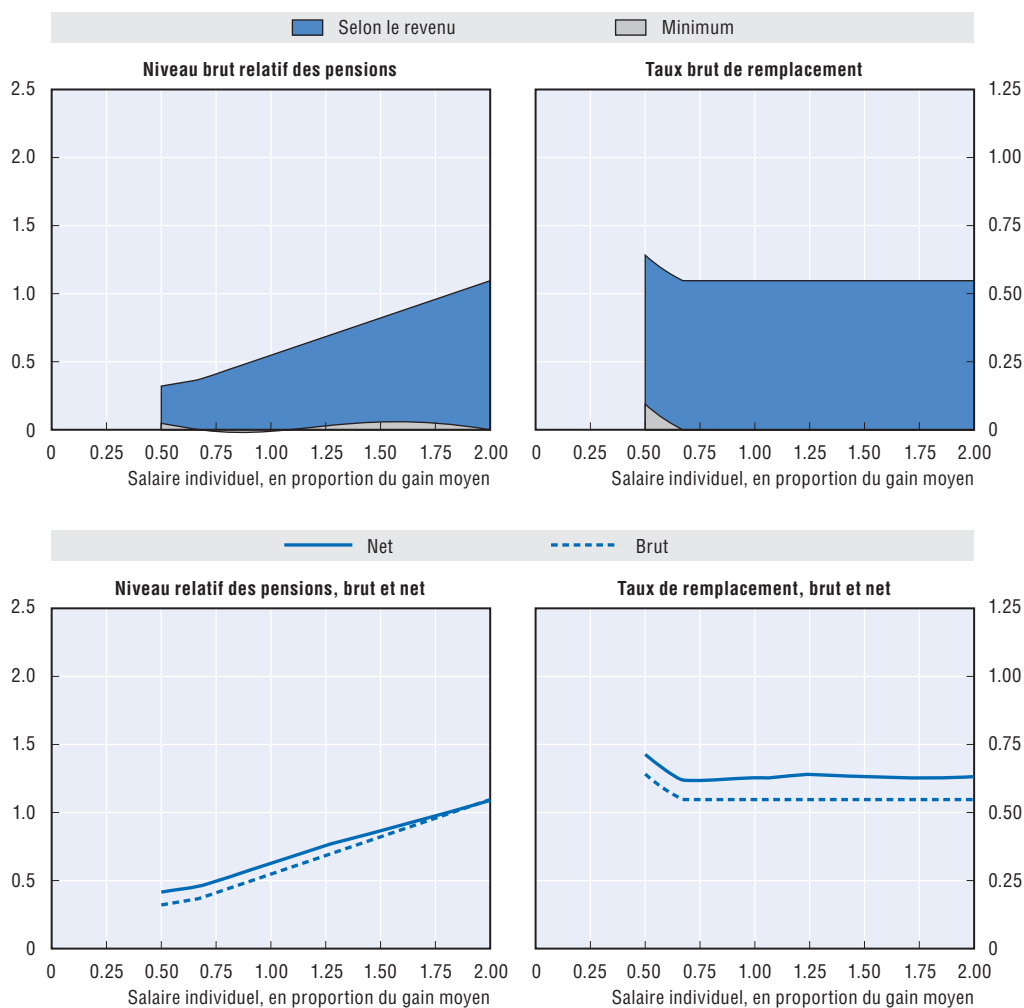 Selon le revenu Minimum
Niveau brut relatif des pensions
2.5
2.0
1.5
1.0
0.5
0
0 0.25 0.50 0.75 1.00 1.25 1.50 1.75 2.00
Salaire individuel, en proportion du gain moyen
Taux brut de remplacement
1.25
1.00
0.75
0.50
0.25
0
0 0.25 0.50 0.75 1.00 1.25 1.50 1.75 2.00
Salaire individuel, en proportion du gain moyen
Net Brut
Niveau relatif des pensions, brut et net
2.5
2.0
1.5
1.0
0.5
0
0 0.25 0.50 0.75 1.00 1.25 1.50 1.75 2.00
Salaire individuel, en proportion du gain moyen
Taux de remplacement, brut et net
1.25
1.00
0.75
0.50
0.25
0
0 0.25 0.50 0.75 1.00 1.25 1.50 1.75 2.00
Salaire individuel, en proportion du gain moyen